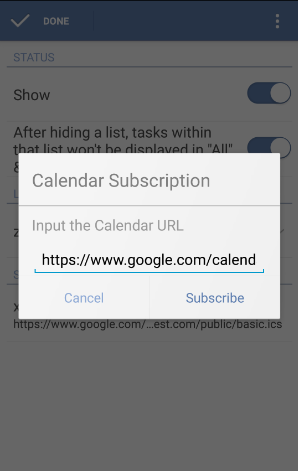 DONE
STATUS
Show
After hiding a list, tasks within
that list won't be displayed in "All"
&
Calendar Subscription
Input the Calendar URL
https://www.google.com/calend
Cancel
Subscribe
https://www.google.com/…est.com/public/basic.ics